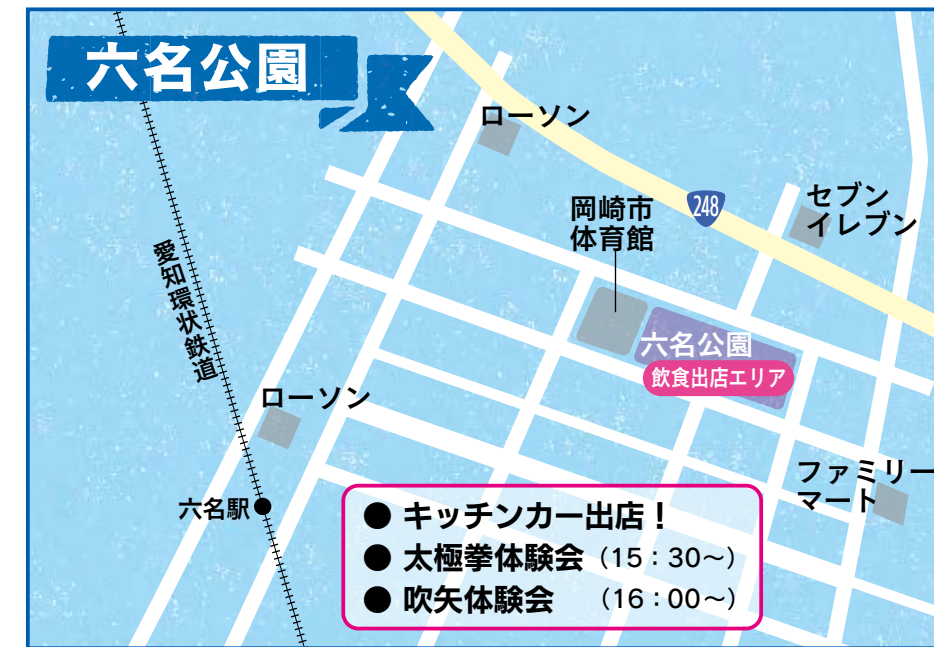 六名公園
ローソン
岡崎市
体育館
248
セブン
イレブン
愛知環状鉄道
六名公園
飲食出店エリア
ローソン
ファミリー
マート
六名駅
● キッチンカー出店!
● 太極拳体験会 (15:30〜)
● 吹矢体験会 (16:00〜)